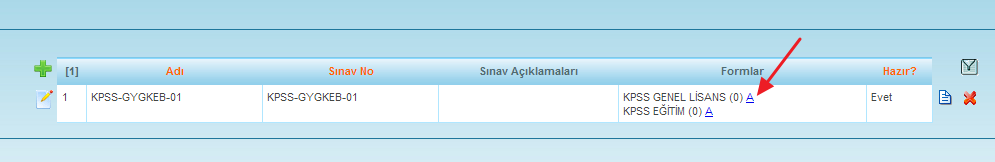 [1] Adı Sınav No Sınav Açıklamaları Formlar Hazır?
1 KPSS-GYGKEB-01 KPSS-GYGKEB-01 KPSS GENEL LİSANS (0) A Evet
KPSS EĞİTİM (0) A